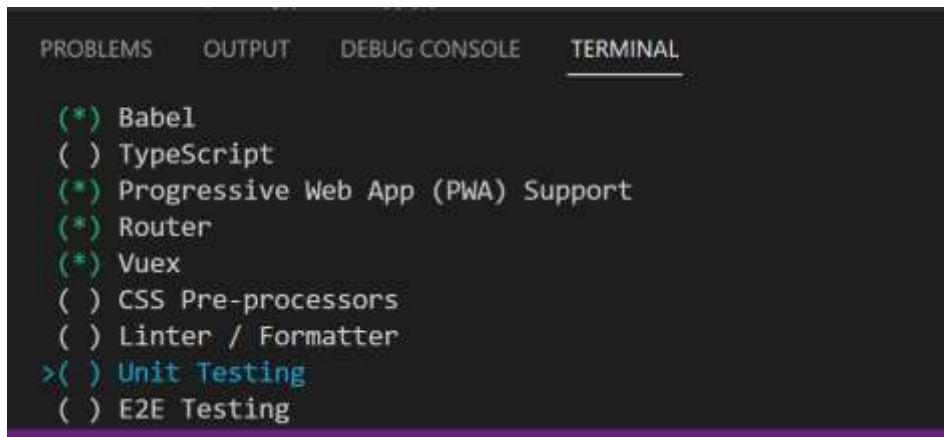 PROBLEMS OUTPUT DEBUG CONSOLE TERMINAL
(*) Babel
( ) TypeScript
(*) Progressive Web App (PWA) Support
(*) Router
(*) Vuex
( ) CSS Pre-processors
( ) Linter / Formatter
>( ) Unit Testing
( ) E2E Testing